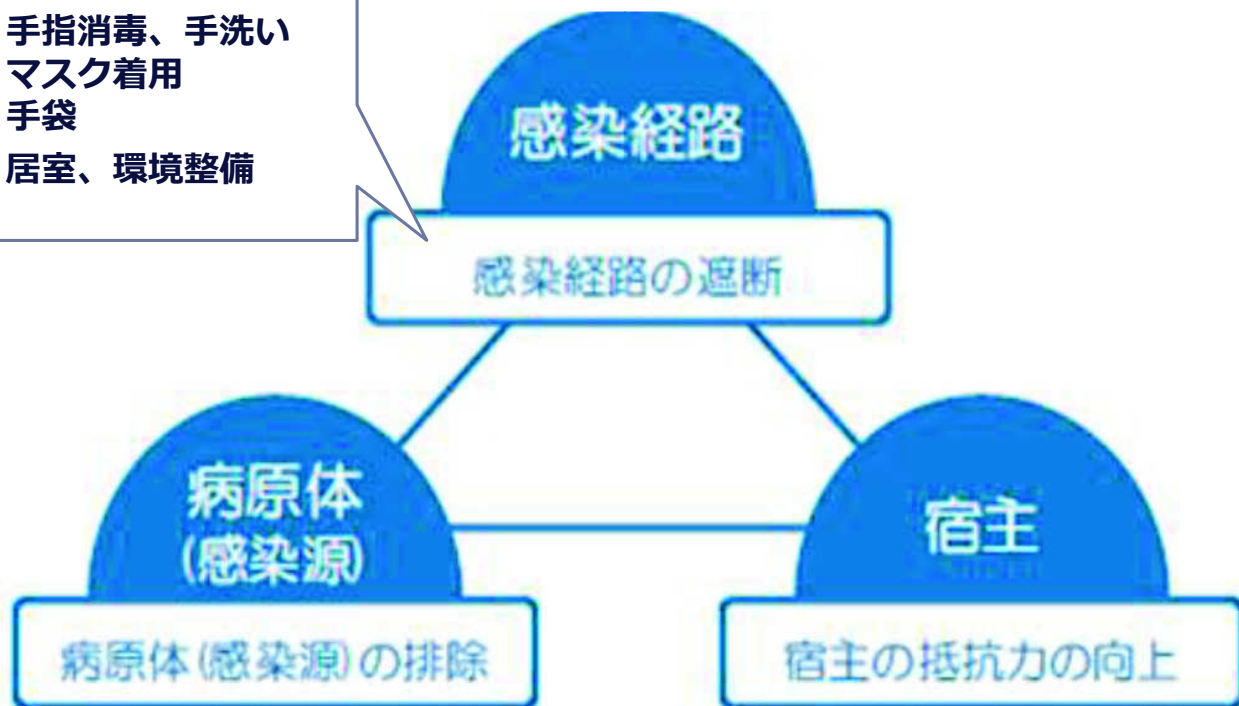 手指消毒、手洗い
マスク着用
手袋
居室、環境整備
感染経路
感染経路の遮断
病原体
(感染源)
病原体(感染源)の排除
宿主
宿主の抵抗力の向上